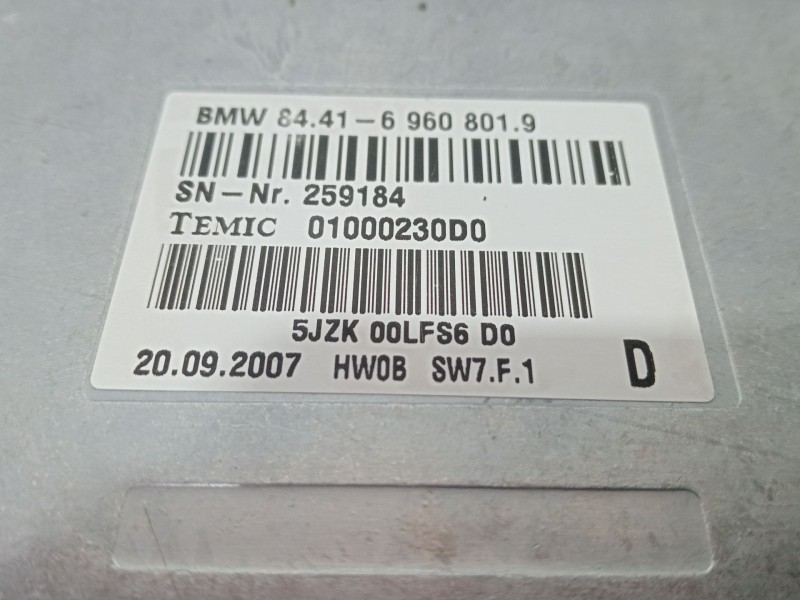 BMW 84.41-6 960 801.9
SN-Nr. 259184
TEMIC 01000230D0
5JZK 00LFS6 D0
20.09.2007 HW0B SW7.F.1 D